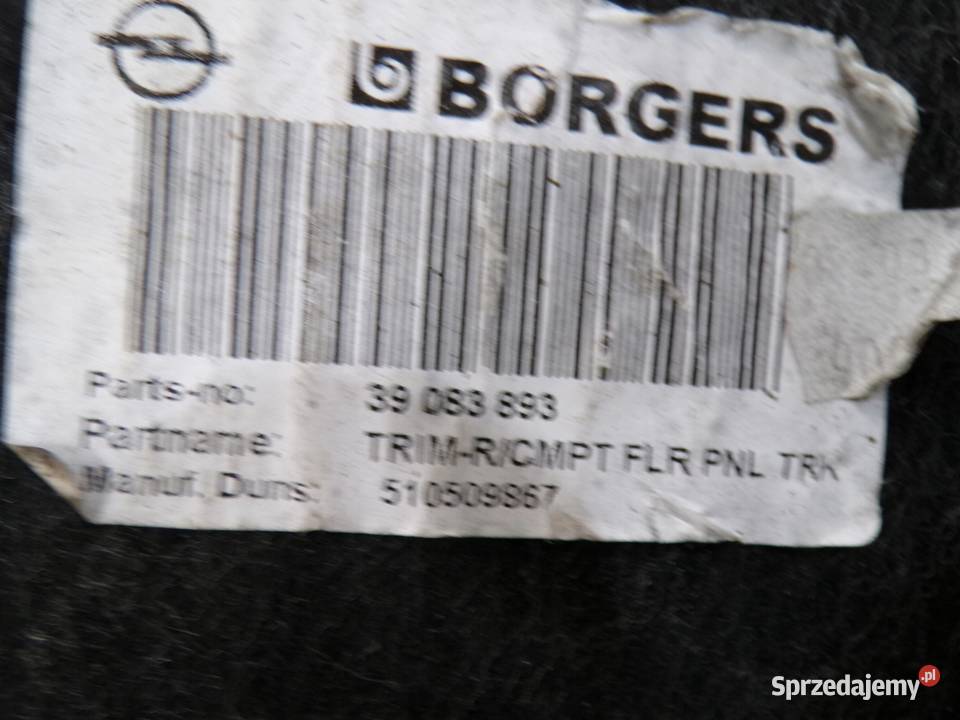 BORGERS
Parts-no: 39 083 893
Partname: TRIM-R/CMPT FLR PNL TRK
Manuf. Duns: 510509867
Sprzedajemy.pl